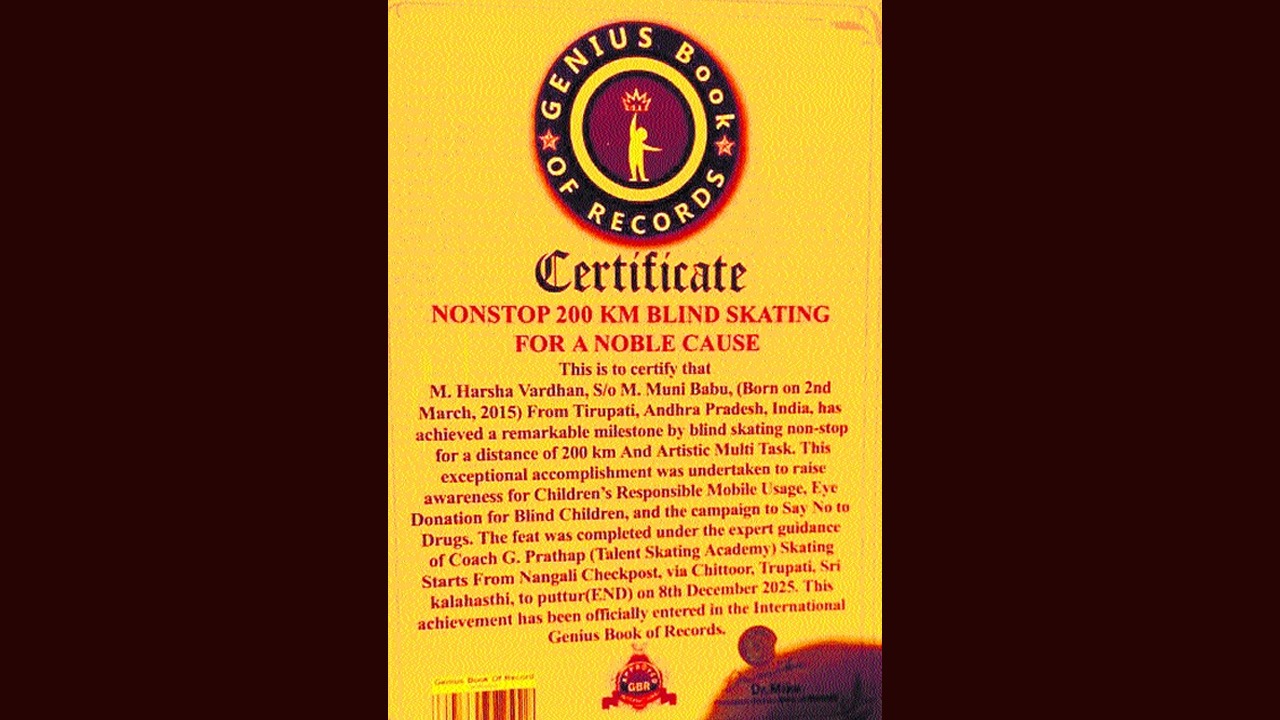 GENIUS Book
OF RECORDS
Certificate
NONSTOP 200 KM BLIND SKATING
FOR A NOBLE CAUSE
This is to certify that
M. Harsha Vardhan, S/o M. Muni Babu, (Born on 2nd
March, 2015) From Tirupati, Andhra Pradesh, India, has
achieved a remarkable milestone by blind skating non-stop
for a distance of 200 km And Artistic Multi Task. This
exceptional accomplishment was undertaken to raise
awareness for Children's Responsible Mobile Usage, Eye
Donation for Blind Children, and the campaign to Say No to
Drugs. The feat was completed under the expert guidance
of Coach G. Prathap (Talent Skating Academy) Skating
Starts From Nangali Checkpost, via Chittoor, Trupati, Sri
kalahasthi, to puttur(END) on 8th December 2025. This
achievement has been officially entered in the International
Genius Book of Records.
Genius Book Of Record
APPROVED
GBR
Dr.